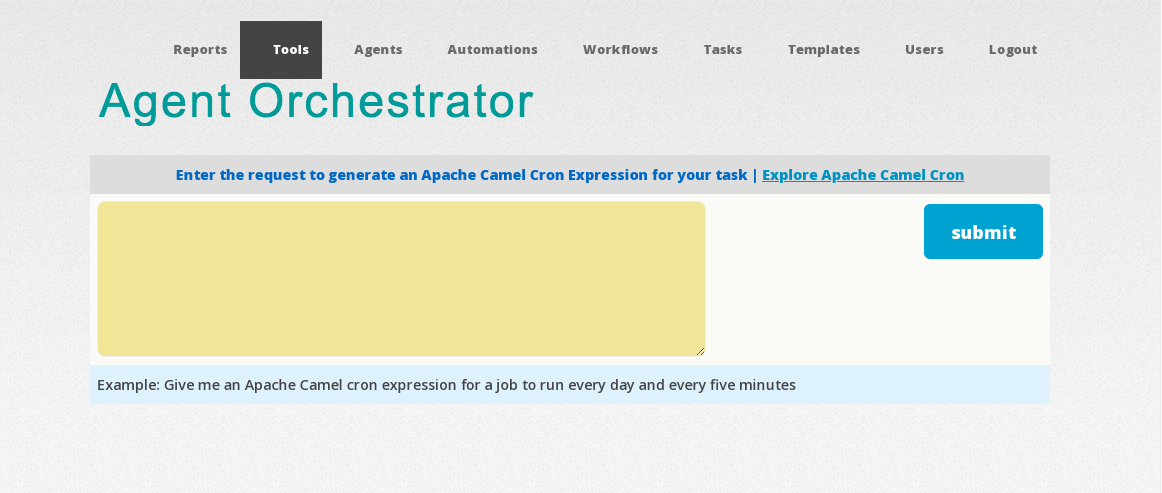 Reports Tools Agents Automations Workflows Tasks Templates Users Logout
Agent Orchestrator
Enter the request to generate an Apache Camel Cron Expression for your task | Explore Apache Camel Cron
submit
Example: Give me an Apache Camel cron expression for a job to run every day and every five minutes